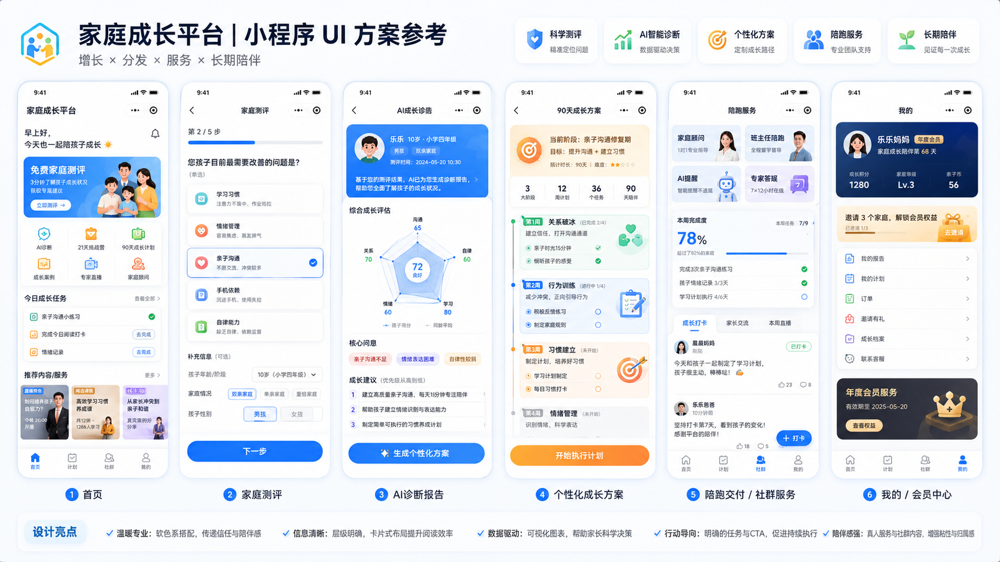 家庭成长平台 | 小程序 UI 方案参考
增长 × 分发 × 服务 × 长期陪伴
科学测评
精准定位问题
AI智能诊断
数据驱动决策
个性化方案
定制成长路径
陪跑服务
专业团队支持
长期陪伴
见证每一次成长
9:41
家庭成长平台
早上好，
今天也一起陪孩子成长
免费家庭测评
3分钟了解孩子成长状况
获取专属建议
立即测评 →
AI诊断
21天挑战营
90天成长计划
成长案例
专家直播
家庭顾问
今日成长任务
查看全部 >
亲子沟通小练习
完成今日阅读打卡
去完成
情绪记录
去完成
推荐内容/服务
更多 >
直播预告
如何培养孩子
自驱力？
今晚 20:00
开播
精选课程
高效学习习惯
养成课
共12讲·
1286人学习
从家长冲突到
亲子和谐
真实案例分
分享
首页
计划
社群
我的
1 首页
9:41
家庭测评
第 2 / 5 步
您孩子目前最需要改善的问题是?
(单选)
学习习惯
注意力不集中，作业拖拉
情绪管理
容易焦虑、易发脾气
亲子沟通
不愿交流，冲突较多
手机依赖
沉迷手机，使用失控
自律能力
缺乏自律，依赖监督
补充信息（可选）
孩子年龄/阶段
10岁（小学四年级）
家庭情况
双亲家庭
单亲家庭
重组家庭
孩子性别
男孩
女孩
下一步
2 家庭测评
9:41
AI成长诊告
乐乐 10岁 · 小学四年级
男孩
双亲家庭
测评时间：2024-05-20 10:30
基于您的测评结果，AI已为您生成诊断报告，
帮助您全面了解孩子的成长状况。
综合成长评估
沟通
65
关系
70
自律
60
72
良好
情绪
60
学习
80
孩子得分
同龄平均
核心问息
亲子沟通不足
情绪表达困难
自律性较弱
成长建议（优先级从高到低）
1 建立高质量亲子沟通，每天15分钟专注陪伴
2 帮助孩子建立情绪识别与表达能力
3 制定简单可执行的习惯养成计划
生成个性化方案
3 AI诊断报告
9:41
90天成长方案
当前阶段：亲子沟通修复期
目标：提升沟通 + 建立习惯
预计时长：90天 | 难度：★★☆☆☆
3
大阶段
12
周计划
36
个任务
90
天陪伴
第1周 关系破冰（已完成 2/4）
建立信任，打开沟通通道
亲子时光15分钟
倾听孩子的感受
第2周 行为训练（进行中 1/4）
减少冲突，正向引导行为
积极反馈练习
制定家庭规划
第3周 习惯建立（未开始）
制定计划，培养好习惯
学习计划制定
每日习惯打卡
第4周 情绪管理（未开始）
识别情绪，科学表达
开始执行计划
4 个性化成长方案
9:41
陪跑服务
家庭顾问
1对1专业指导
班主任陪跑
全程督学督导
AI提醒
智能提醒不遗漏
专家答疑
7×12小时在线
本周完成度
本周任务 7/9
78%
超过了82%的家庭
完成3次亲子沟通练习
孩子情绪记录 3/3天
学习计划执行 4/6天
成长打卡
家长交流
本周直播
晨晨妈妈
刚刚
已打卡
今天和孩子一起制定了学习计划，
孩子很主动，棒棒哒！
23
8
乐乐爸爸
10分钟前
坚持打卡第7天，看到孩子的变化！
感谢平台的陪伴！
18
5
+ 打卡
首页
计划
社群
我的
5 陪跑交付 / 社群服务
9:41
我的
乐乐妈妈
年度会员
家庭成长陪伴第 68 天
成长积分
1280
家庭等级
Lv.3
亲子币
56
邀请 3 个家庭，解锁会员权益
已邀请 1/3
去邀请
我的报告
我的计划
订单
邀请有礼
成长档案
联系客服
年度会员服务
有效期至 2025-05-20
查看权益
首页
计划
社群
我的
6 我的 / 会员中心
设计亮点
温暖专业：软色系搭配，传递信任与陪伴感
信息清晰：层级明确，卡片式布局提升阅读效率
数据驱动：可视化图表，帮助家长科学决策
行动导向：明确的任务与CTA，促进持续执行
陪伴感强：真人服务与社群内容，增强粘性与归属感